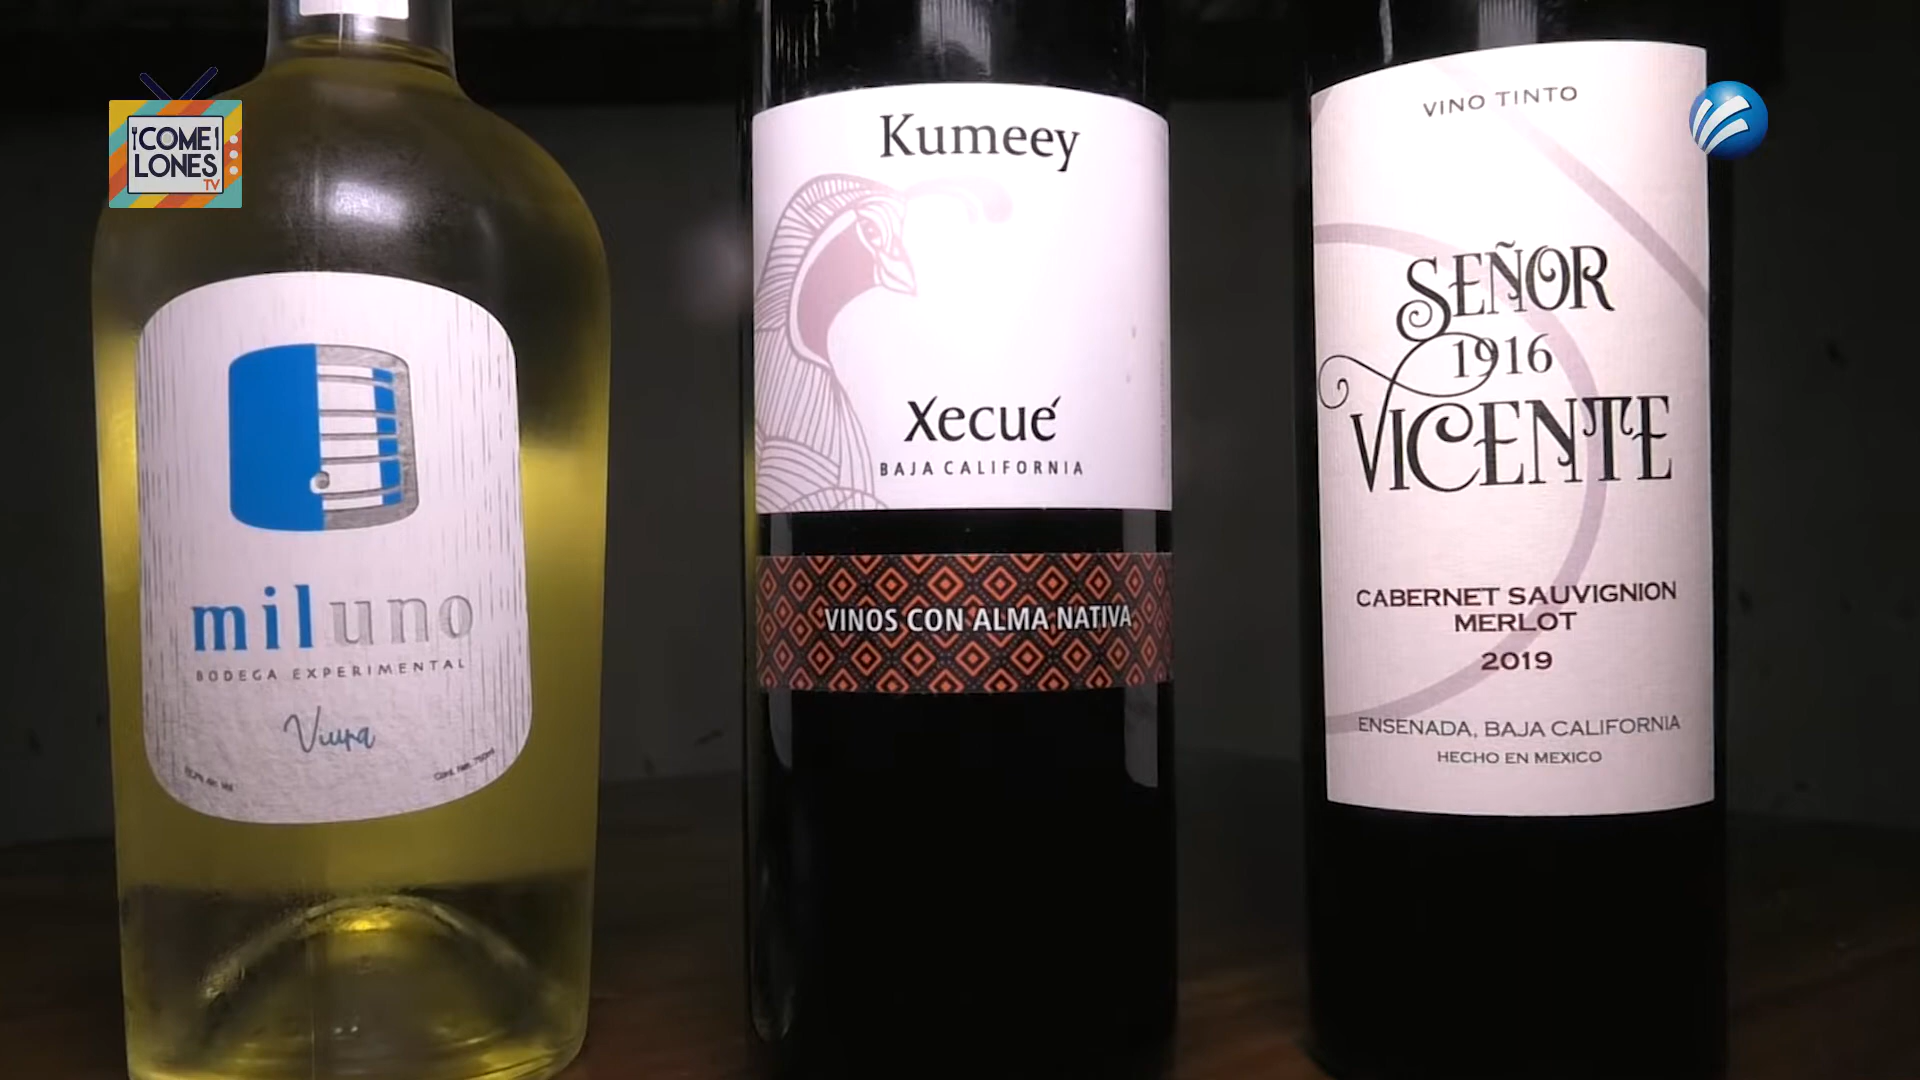 ¡COME!
LONES
TV
miluno
BODEGA EXPERIMENTAL
Viura
Kumeey
Xecué
BAJA CALIFORNIA
VINOS CON ALMA NATIVA
VINO TINTO
SEÑOR
1916
VICENTE
CABERNET SAUVIGNION
MERLOT
2019
ENSENADA, BAJA CALIFORNIA
HECHO EN MEXICO